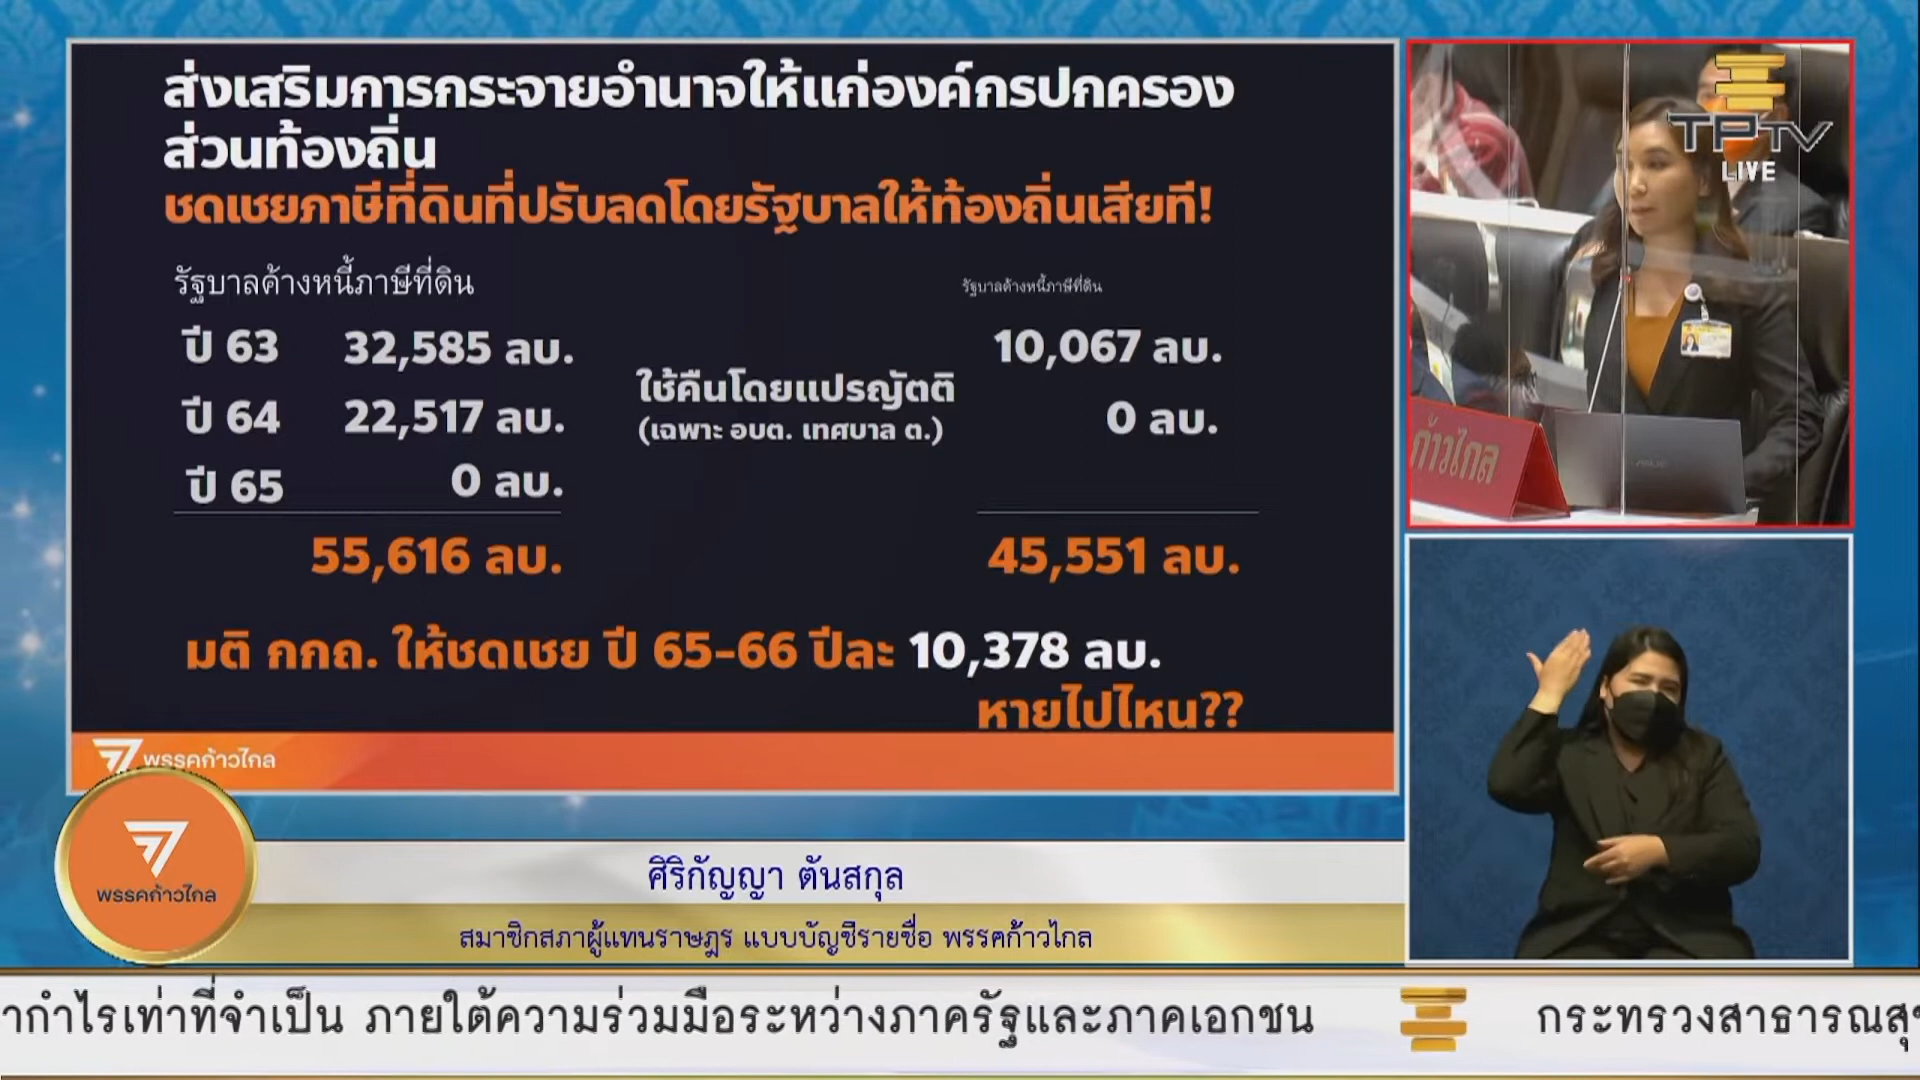 ส่งเสริมการกระจายอำนาจให้แก่องค์กรปกครอง
ส่วนท้องถิ่น
ชดเชยภาษีที่ดินที่ปรับลดโดยรัฐบาลให้ท้องถิ่นเสียที!
รัฐบาลค้างหนี้ภาษีที่ดิน
ปี 63 32,585 ลบ.
ปี 64 22,517 ลบ.
ปี 65 0 ลบ.
55,616 ลบ.
ใช้คืนโดยแปรญัตติ
(เฉพาะ อบต. เทศบาล ต.)
รัฐบาลค้างหนี้ภาษีที่ดิน
10,067 ลบ.
0 ลบ.
45,551 ลบ.
มติ กกถ. ให้ชดเชย ปี 65-66 ปีละ 10,378 ลบ.
หายไปไหน??
พรรคก้าวไกล
TPTV
LIVE
ก้าวไกล
พรรคก้าวไกล
ศิริกัญญา ตันสกุล
สมาชิกสภาผู้แทนราษฎร แบบบัญชีรายชื่อ พรรคก้าวไกล
ากำไรเท่าที่จำเป็น ภายใต้ความร่วมมือระหว่างภาครัฐและภาคเอกชน
กระทรวงสาธารณสุข